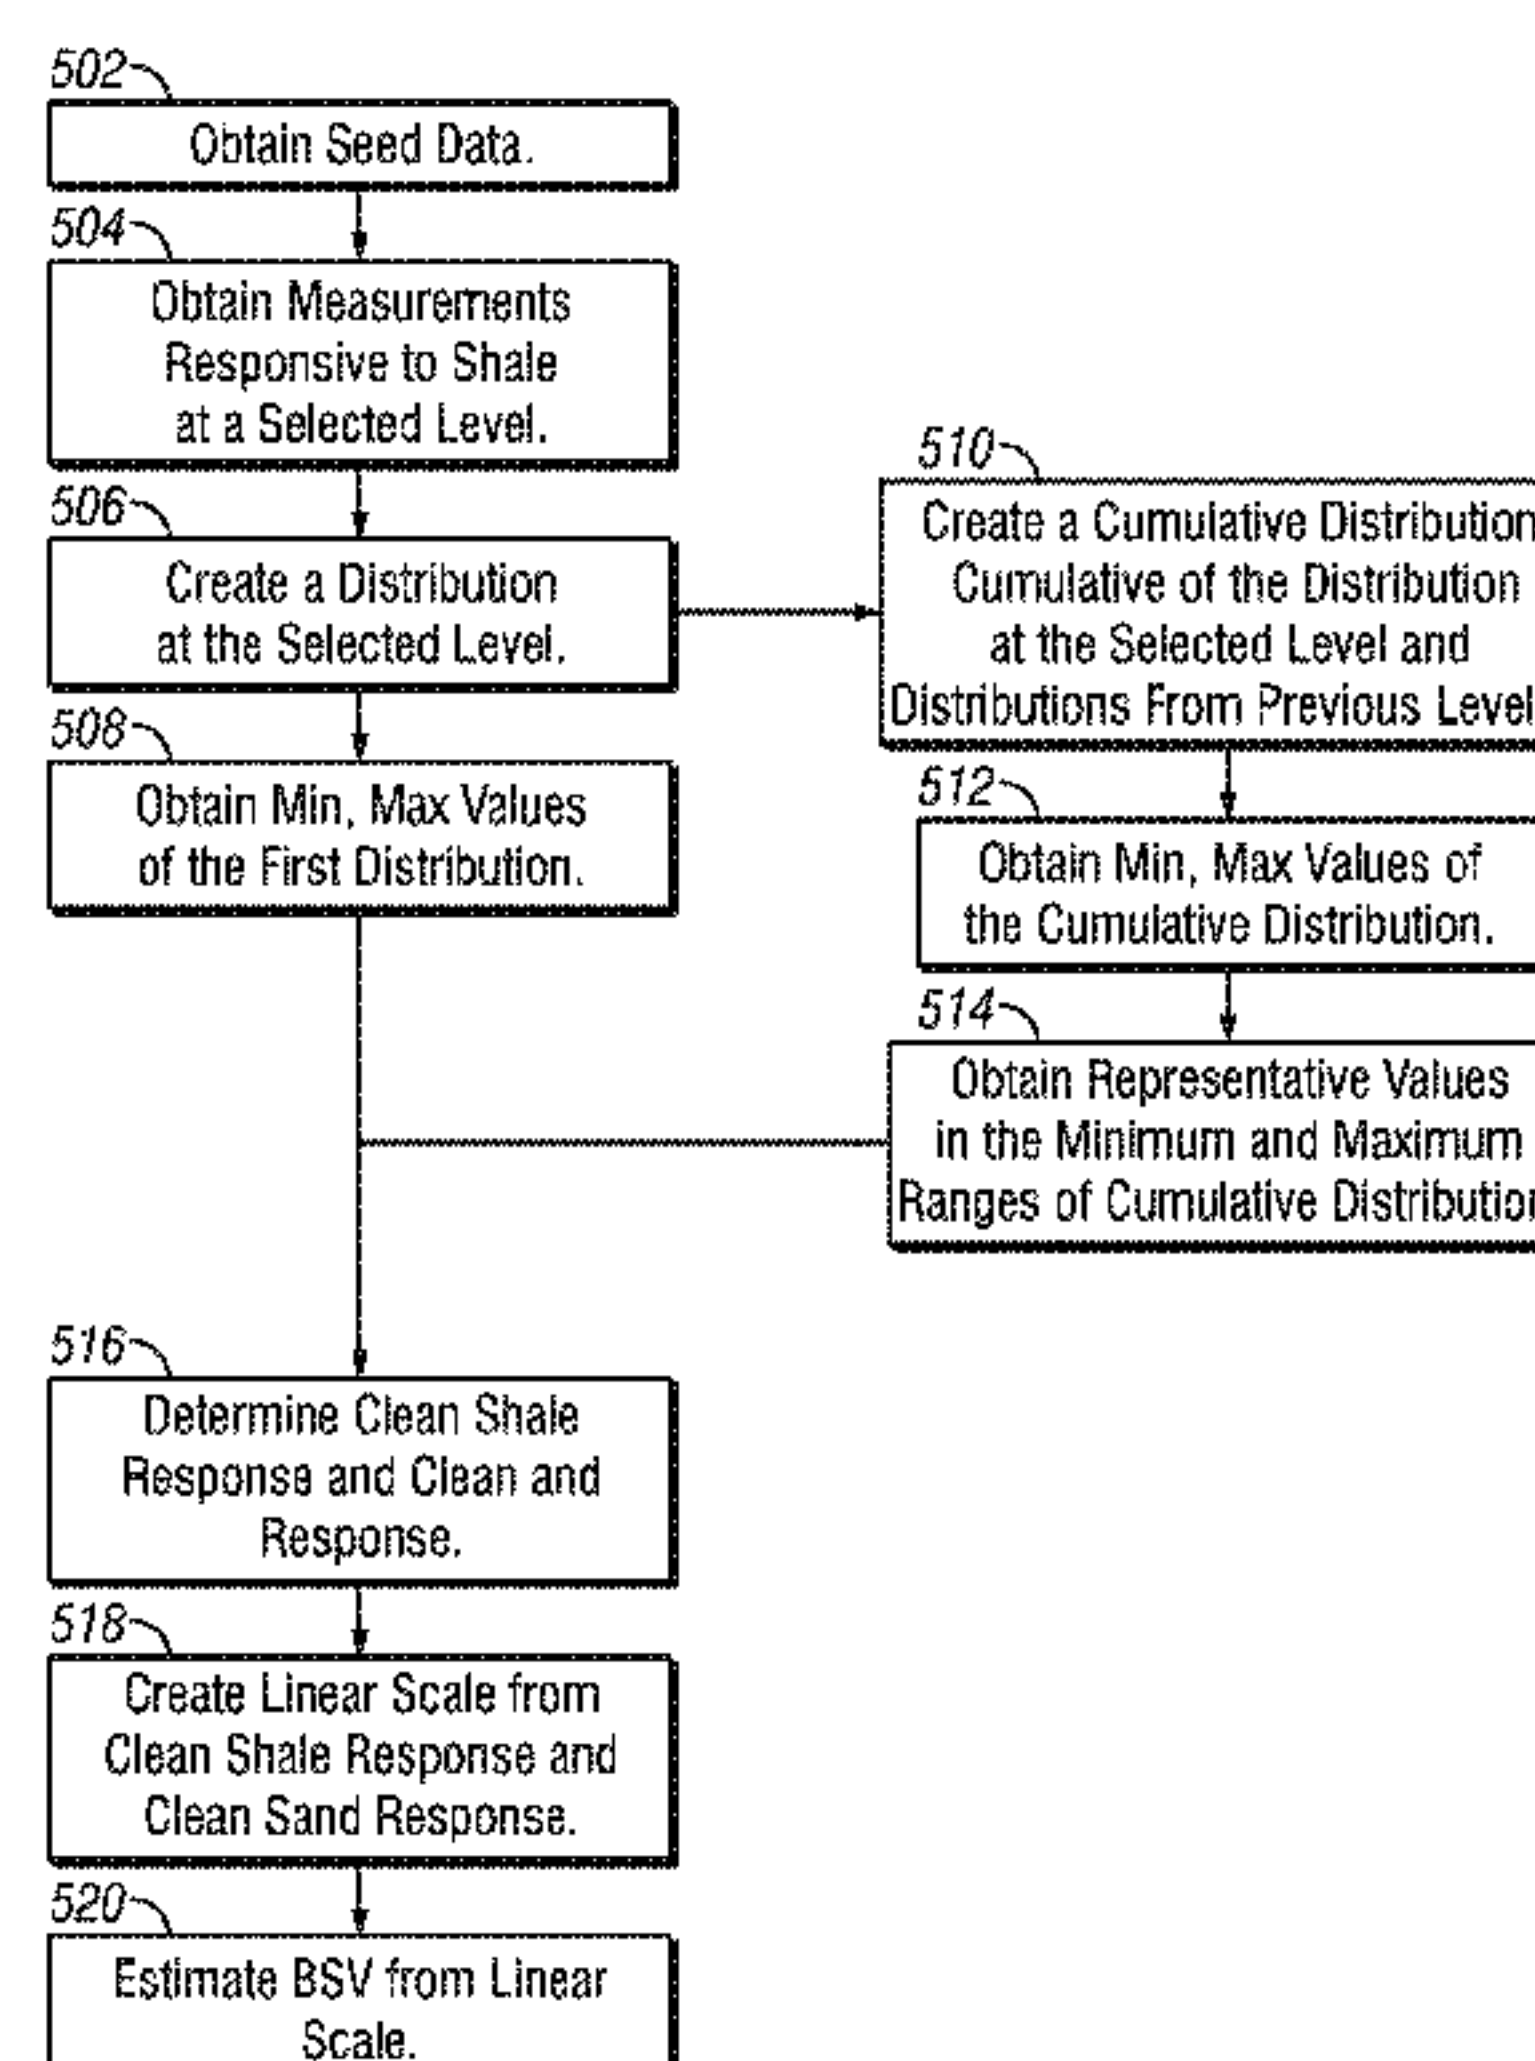 502
Obtain Seed Data.
504
Obtain Measurements
Responsive to Shale
at a Selected Level.
506
Create a Distribution
at the Selected Level.
508
Obtain Min, Max Values
of the First Distribution.
510
Create a Cumulative Distribution
Cumulative of the Distribution
at the Selected Level and
Distributions From Previous Level
512
Obtain Min, Max Values of
the Cumulative Distribution.
514
Obtain Representative Values
in the Minimum and Maximum
Ranges of Cumulative Distribution
516
Determine Clean Shale
Response and Clean and
Response.
518
Create Linear Scale from
Clean Shale Response and
Clean Sand Response.
520
Estimate BSV from Linear
Scale.